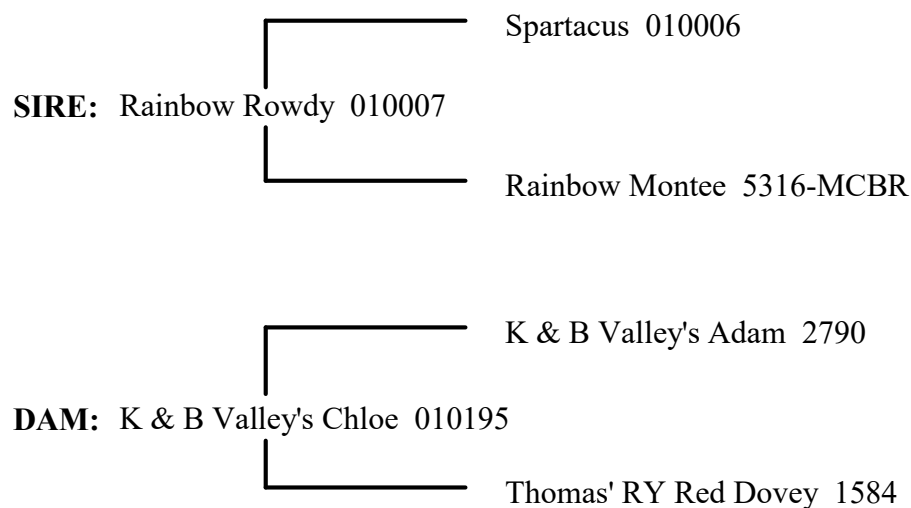 Spartacus 010006
SIRE: Rainbow Rowdy 010007
Rainbow Montee 5316-MCBR
K & B Valley's Adam 2790
DAM: K & B Valley's Chloe 010195
Thomas' RY Red Dovey 1584